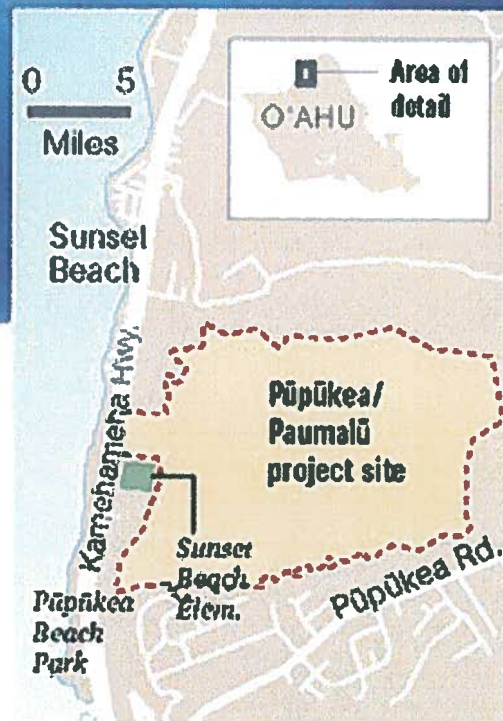 0 5
Miles
Area of
detail
O'AHU
Sunset
Beach
Kamehameha Hwy.
Pūpūkea/
Paumalū
project site
Sunset
Beach
Elem.
Pūpūkea Rd.
Pūpūkea
Beach
Park